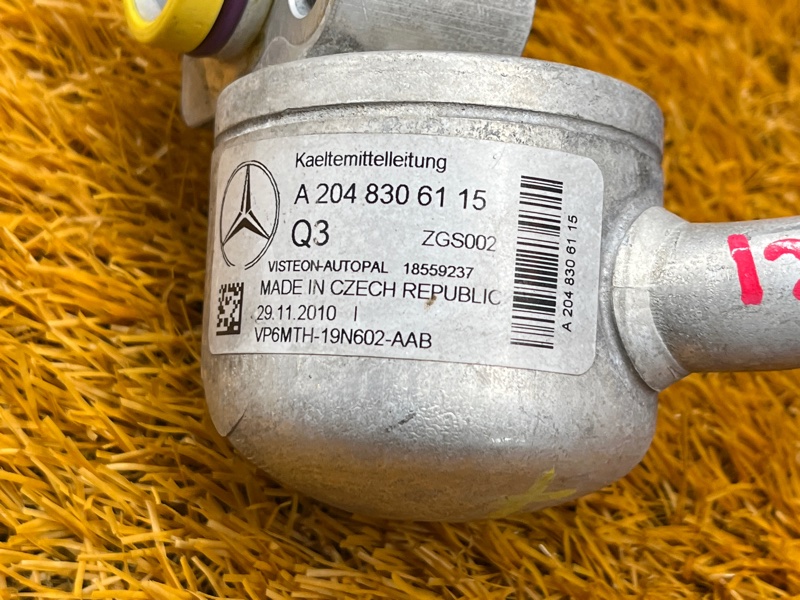 Kaeltemittelleitung
A 204 830 61 15
Q3 ZGS002
VISTEON-AUTOPAL 18559237
MADE IN CZECH REPUBLIC
29.11.2010 I
VP6MTH-19N602-AAB
A 204 830 61 15